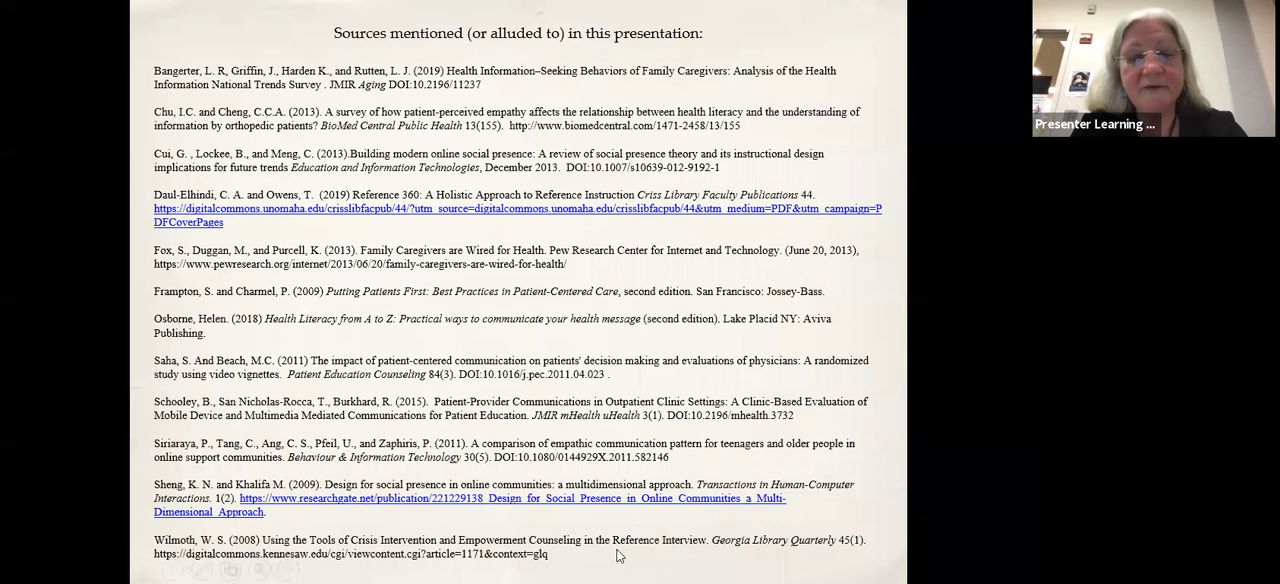 Sources mentioned (or alluded to) in this presentation:
Bangerter, L. R, Griffin, J., Harden K., and Rutten, L. J. (2019) Health Information–Seeking Behaviors of Family Caregivers: Analysis of the Health
Information National Trends Survey . JMIR Aging DOI:10.2196/11237
Chu, I.C. and Cheng, C.C.A. (2013). A survey of how patient-perceived empathy affects the relationship between health literacy and the understanding of
information by orthopedic patients? BioMed Central Public Health 13(155). http://www.biomedcentral.com/1471-2458/13/155
Cui, G. , Lockee, B., and Meng, C. (2013).Building modern online social presence: A review of social presence theory and its instructional design
implications for future trends Education and Information Technologies, December 2013. DOI:10.1007/s10639-012-9192-1
Daul-Elhindi, C. A. and Owens, T. (2019) Reference 360: A Holistic Approach to Reference Instruction Criss Library Faculty Publications 44.
https://digitalcommons.unomaha.edu/crisslibfacpub/44/?utm_source=digitalcommons.unomaha.edu/crisslibfacpub/44&utm_medium=PDF&utm_campaign=P
DFCoverPages
Fox, S., Duggan, M., and Purcell, K. (2013). Family Caregivers are Wired for Health. Pew Research Center for Internet and Technology. (June 20, 2013),
https://www.pewresearch.org/internet/2013/06/20/family-caregivers-are-wired-for-health/
Frampton, S. and Charmel, P. (2009) Putting Patients First: Best Practices in Patient-Centered Care, second edition. San Francisco: Jossey-Bass.
Osborne, Helen. (2018) Health Literacy from A to Z: Practical ways to communicate your health message (second edition). Lake Placid NY: Aviva
Publishing.
Saha, S. And Beach, M.C. (2011) The impact of patient-centered communication on patients' decision making and evaluations of physicians: A randomized
study using video vignettes. Patient Education Counseling 84(3). DOI:10.1016/j.pec.2011.04.023 .
Schooley, B., San Nicholas-Rocca, T., Burkhard, R. (2015). Patient-Provider Communications in Outpatient Clinic Settings: A Clinic-Based Evaluation of
Mobile Device and Multimedia Mediated Communications for Patient Education. JMIR mHealth uHealth 3(1). DOI:10.2196/mhealth.3732
Siriaraya, P., Tang, C., Ang, C. S., Pfeil, U., and Zaphiris, P. (2011). A comparison of empathic communication pattern for teenagers and older people in
online support communities. Behaviour & Information Technology 30(5). DOI:10.1080/0144929X.2011.582146
Sheng, K. N. and Khalifa M. (2009). Design for social presence in online communities: a multidimensional approach. Transactions in Human-Computer
Interactions. 1(2). https://www.researchgate.net/publication/221229138_Design_for_Social_Presence_in_Online_Communities_a_Multi-
Dimensional_Approach.
Wilmoth, W. S. (2008) Using the Tools of Crisis Intervention and Empowerment Counseling in the Reference Interview. Georgia Library Quarterly 45(1).
https://digitalcommons.kennesaw.edu/cgi/viewcontent.cgi?article=1171&context=glq
Presenter Learning ...